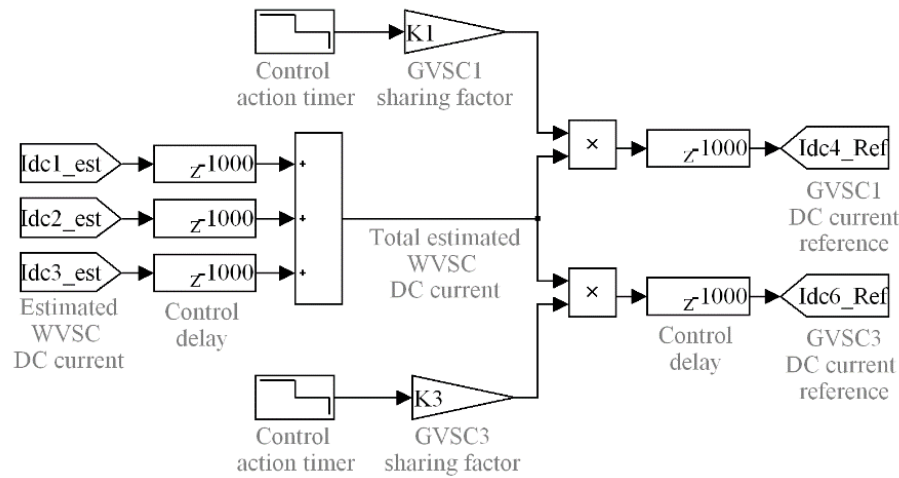 K1
Control
action timer
GVSC1
sharing factor
Idc1_est
z-1000
+
×
z-1000
Idc4_Ref
Idc2_est
z-1000
+
GVSC1
DC current
reference
Total estimated
WVSC
DC current
Idc3_est
z-1000
+
×
z-1000
Idc6_Ref
Estimated
WVSC
DC current
Control
delay
Control
delay
GVSC3
DC current
reference
K3
Control
action timer
GVSC3
sharing factor